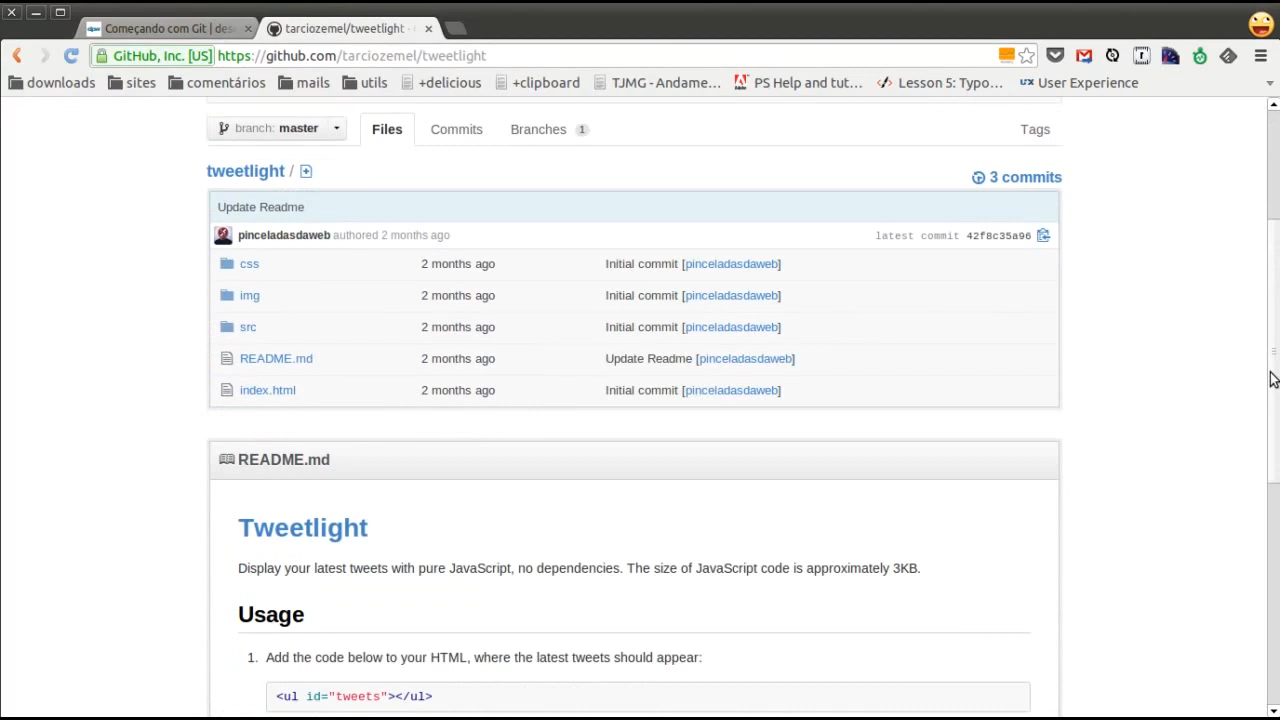 Começando com Git | des
tarciozemel/tweetlight ·
GitHub, Inc. [US] https://github.com/tarciozemel/tweetlight
downloads sites comentários mails utils +delicious +clipboard TJMG - Andame... PS Help and tut... Lesson 5: Typo... UX User Experience
branch: master Files Commits Branches 1 Tags
tweetlight /
3 commits
Update Readme
pinceladasdaweb authored 2 months ago latest commit 42f8c35a96
css 2 months ago Initial commit [pinceladasdaweb]
img 2 months ago Initial commit [pinceladasdaweb]
src 2 months ago Initial commit [pinceladasdaweb]
README.md 2 months ago Update Readme [pinceladasdaweb]
index.html 2 months ago Initial commit [pinceladasdaweb]
README.md
Tweetlight
Display your latest tweets with pure JavaScript, no dependencies. The size of JavaScript code is approximately 3KB.
Usage
1. Add the code below to your HTML, where the latest tweets should appear:
<ul id="tweets"></ul>